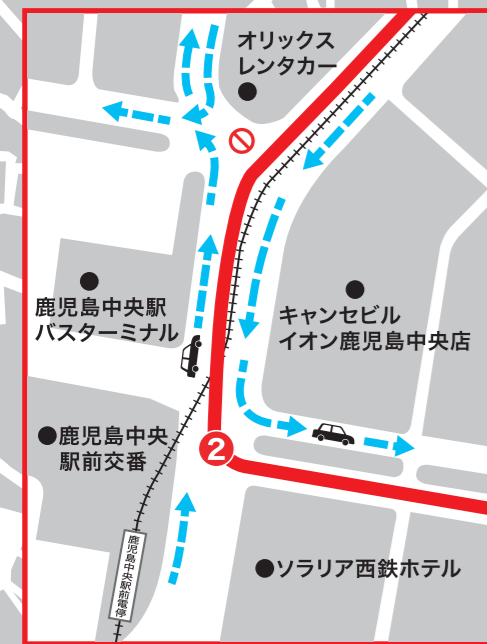 オリックス
レンタカー
鹿児島中央駅
バスターミナル
キャンセビル
イオン鹿児島中央店
鹿児島中央
駅前交番
2
ソラリア西鉄ホテル
鹿児島中央駅前電停